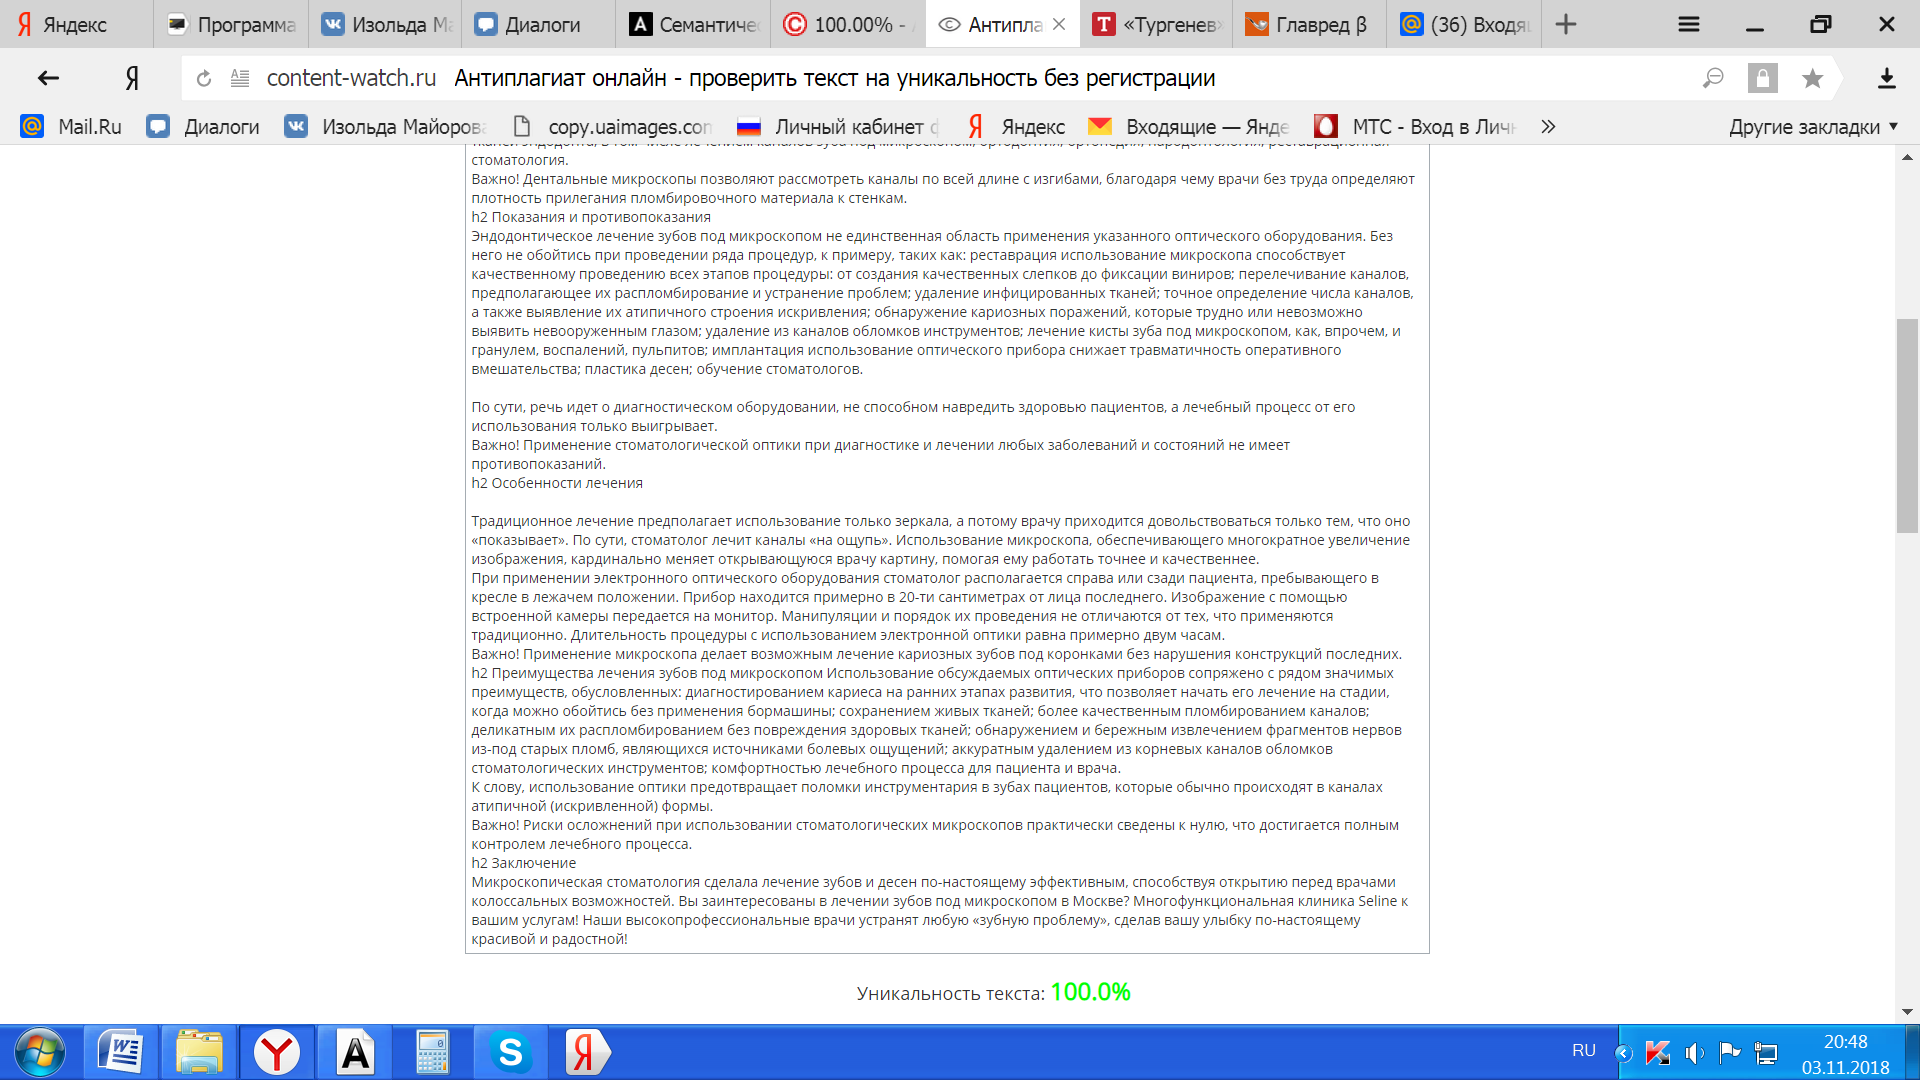 Яндекс
Программа
Изольда Ма
Диалоги
Семантичес
100.00% -
Антипла
«Тургенев»
Главред β
(36) Входящ
content-watch.ru Антиплагиат онлайн - проверить текст на уникальность без регистрации
Mail.Ru
Диалоги
Изольда Майорова
copy.uaimages.com
Личный кабинет ф
Яндекс
Входящие — Янде
МТС - Вход в Личн
»
Другие закладки
тканей эндодонта, в том числе лечением каналов зуба под микроскопом, ортодонтия, ортопедия, пародонтология, реставрационная
стоматология.
Важно! Дентальные микроскопы позволяют рассмотреть каналы по всей длине с изгибами, благодаря чему врачи без труда определяют
плотность прилегания пломбировочного материала к стенкам.
h2 Показания и противопоказания
Эндодонтическое лечение зубов под микроскопом не единственная область применения указанного оптического оборудования. Без
него не обойтись при проведении ряда процедур, к примеру, таких как: реставрация использование микроскопа способствует
качественному проведению всех этапов процедуры: от создания качественных слепков до фиксации виниров; перелечивание каналов,
предполагающее их распломбирование и устранение проблем; удаление инфицированных тканей; точное определение числа каналов,
а также выявление их атипичного строения искривления; обнаружение кариозных поражений, которые трудно или невозможно
выявить невооруженным глазом; удаление из каналов обломков инструментов; лечение кисты зуба под микроскопом, как, впрочем, и
гранулем, воспалений, пульпитов; имплантация использование оптического прибора снижает травматичность оперативного
вмешательства; пластика десен; обучение стоматологов.
По сути, речь идет о диагностическом оборудовании, не способном навредить здоровью пациентов, а лечебный процесс от его
использования только выигрывает.
Важно! Применение стоматологической оптики при диагностике и лечении любых заболеваний и состояний не имеет
противопоказаний.
h2 Особенности лечения
Традиционное лечение предполагает использование только зеркала, а потому врачу приходится довольствоваться только тем, что оно
«показывает». По сути, стоматолог лечит каналы «на ощупь». Использование микроскопа, обеспечивающего многократное увеличение
изображения, кардинально меняет открывающуюся врачу картину, помогая ему работать точнее и качественнее.
При применении электронного оптического оборудования стоматолог располагается справа или сзади пациента, пребывающего в
кресле в лежачем положении. Прибор находится примерно в 20-ти сантиметрах от лица последнего. Изображение с помощью
встроенной камеры передается на монитор. Манипуляции и порядок их проведения не отличаются от тех, что применяются
традиционно. Длительность процедуры с использованием электронной оптики равна примерно двум часам.
Важно! Применение микроскопа делает возможным лечение кариозных зубов под коронками без нарушения конструкций последних.
h2 Преимущества лечения зубов под микроскопом Использование обсуждаемых оптических приборов сопряжено с рядом значимых
преимуществ, обусловленных: диагностированием кариеса на ранних этапах развития, что позволяет начать его лечение на стадии,
когда можно обойтись без применения бормашины; сохранением живых тканей; более качественным пломбированием каналов;
деликатным их распломбированием без повреждения здоровых тканей; обнаружением и бережным извлечением фрагментов нервов
из-под старых пломб, являющихся источниками болевых ощущений; аккуратным удалением из корневых каналов обломков
стоматологических инструментов; комфортностью лечебного процесса для пациента и врача.
К слову, использование оптики предотвращает поломки инструментария в зубах пациентов, которые обычно происходят в каналах
атипичной (искривленной) формы.
Важно! Риски осложнений при использовании стоматологических микроскопов практически сведены к нулю, что достигается полным
контролем лечебного процесса.
h2 Заключение
Микроскопическая стоматология сделала лечение зубов и десен по-настоящему эффективным, способствуя открытию перед врачами
колоссальных возможностей. Вы заинтересованы в лечении зубов под микроскопом в Москве? Многофункциональная клиника Seline к
вашим услугам! Наши высокопрофессиональные врачи устранят любую «зубную проблему», сделав вашу улыбку по-настоящему
красивой и радостной!
Уникальность текста: 100.0%
RU
20:48
03.11.2018